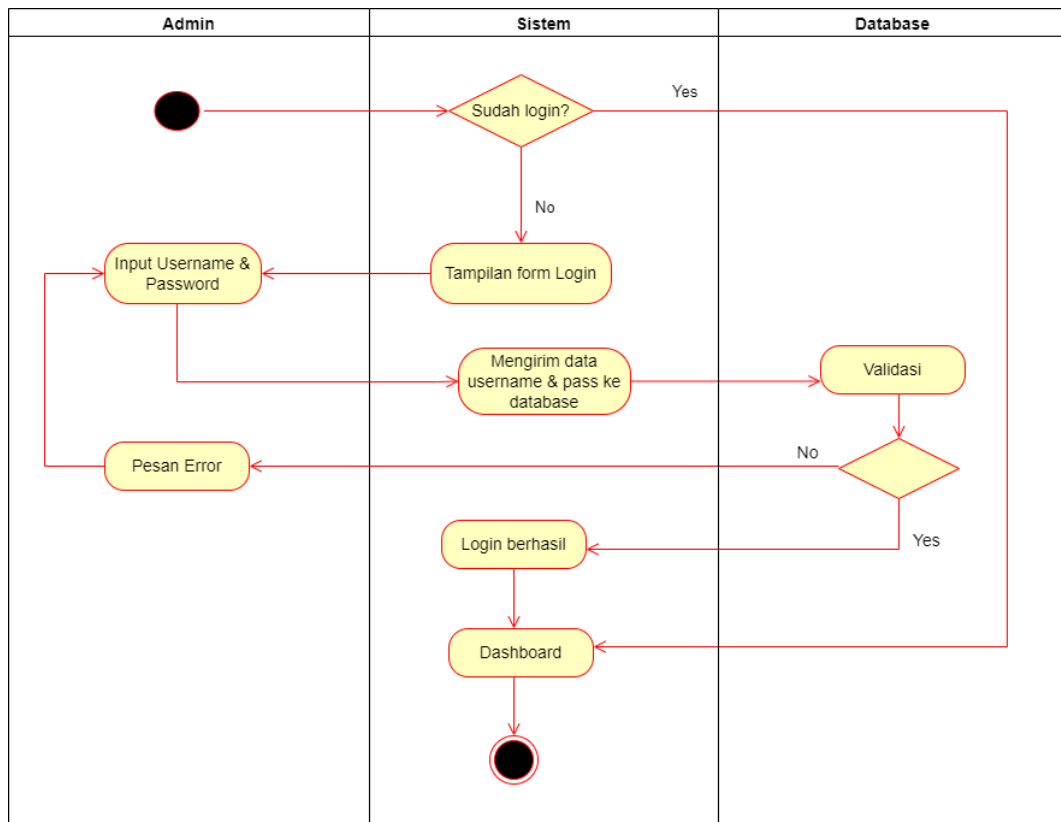 Admin
Sistem
Database
Sudah login?
Yes
No
Input Username &
Password
Tampilan form Login
Mengirim data
username & pass ke
database
Validasi
Pesan Error
No
Login berhasil
Yes
Dashboard